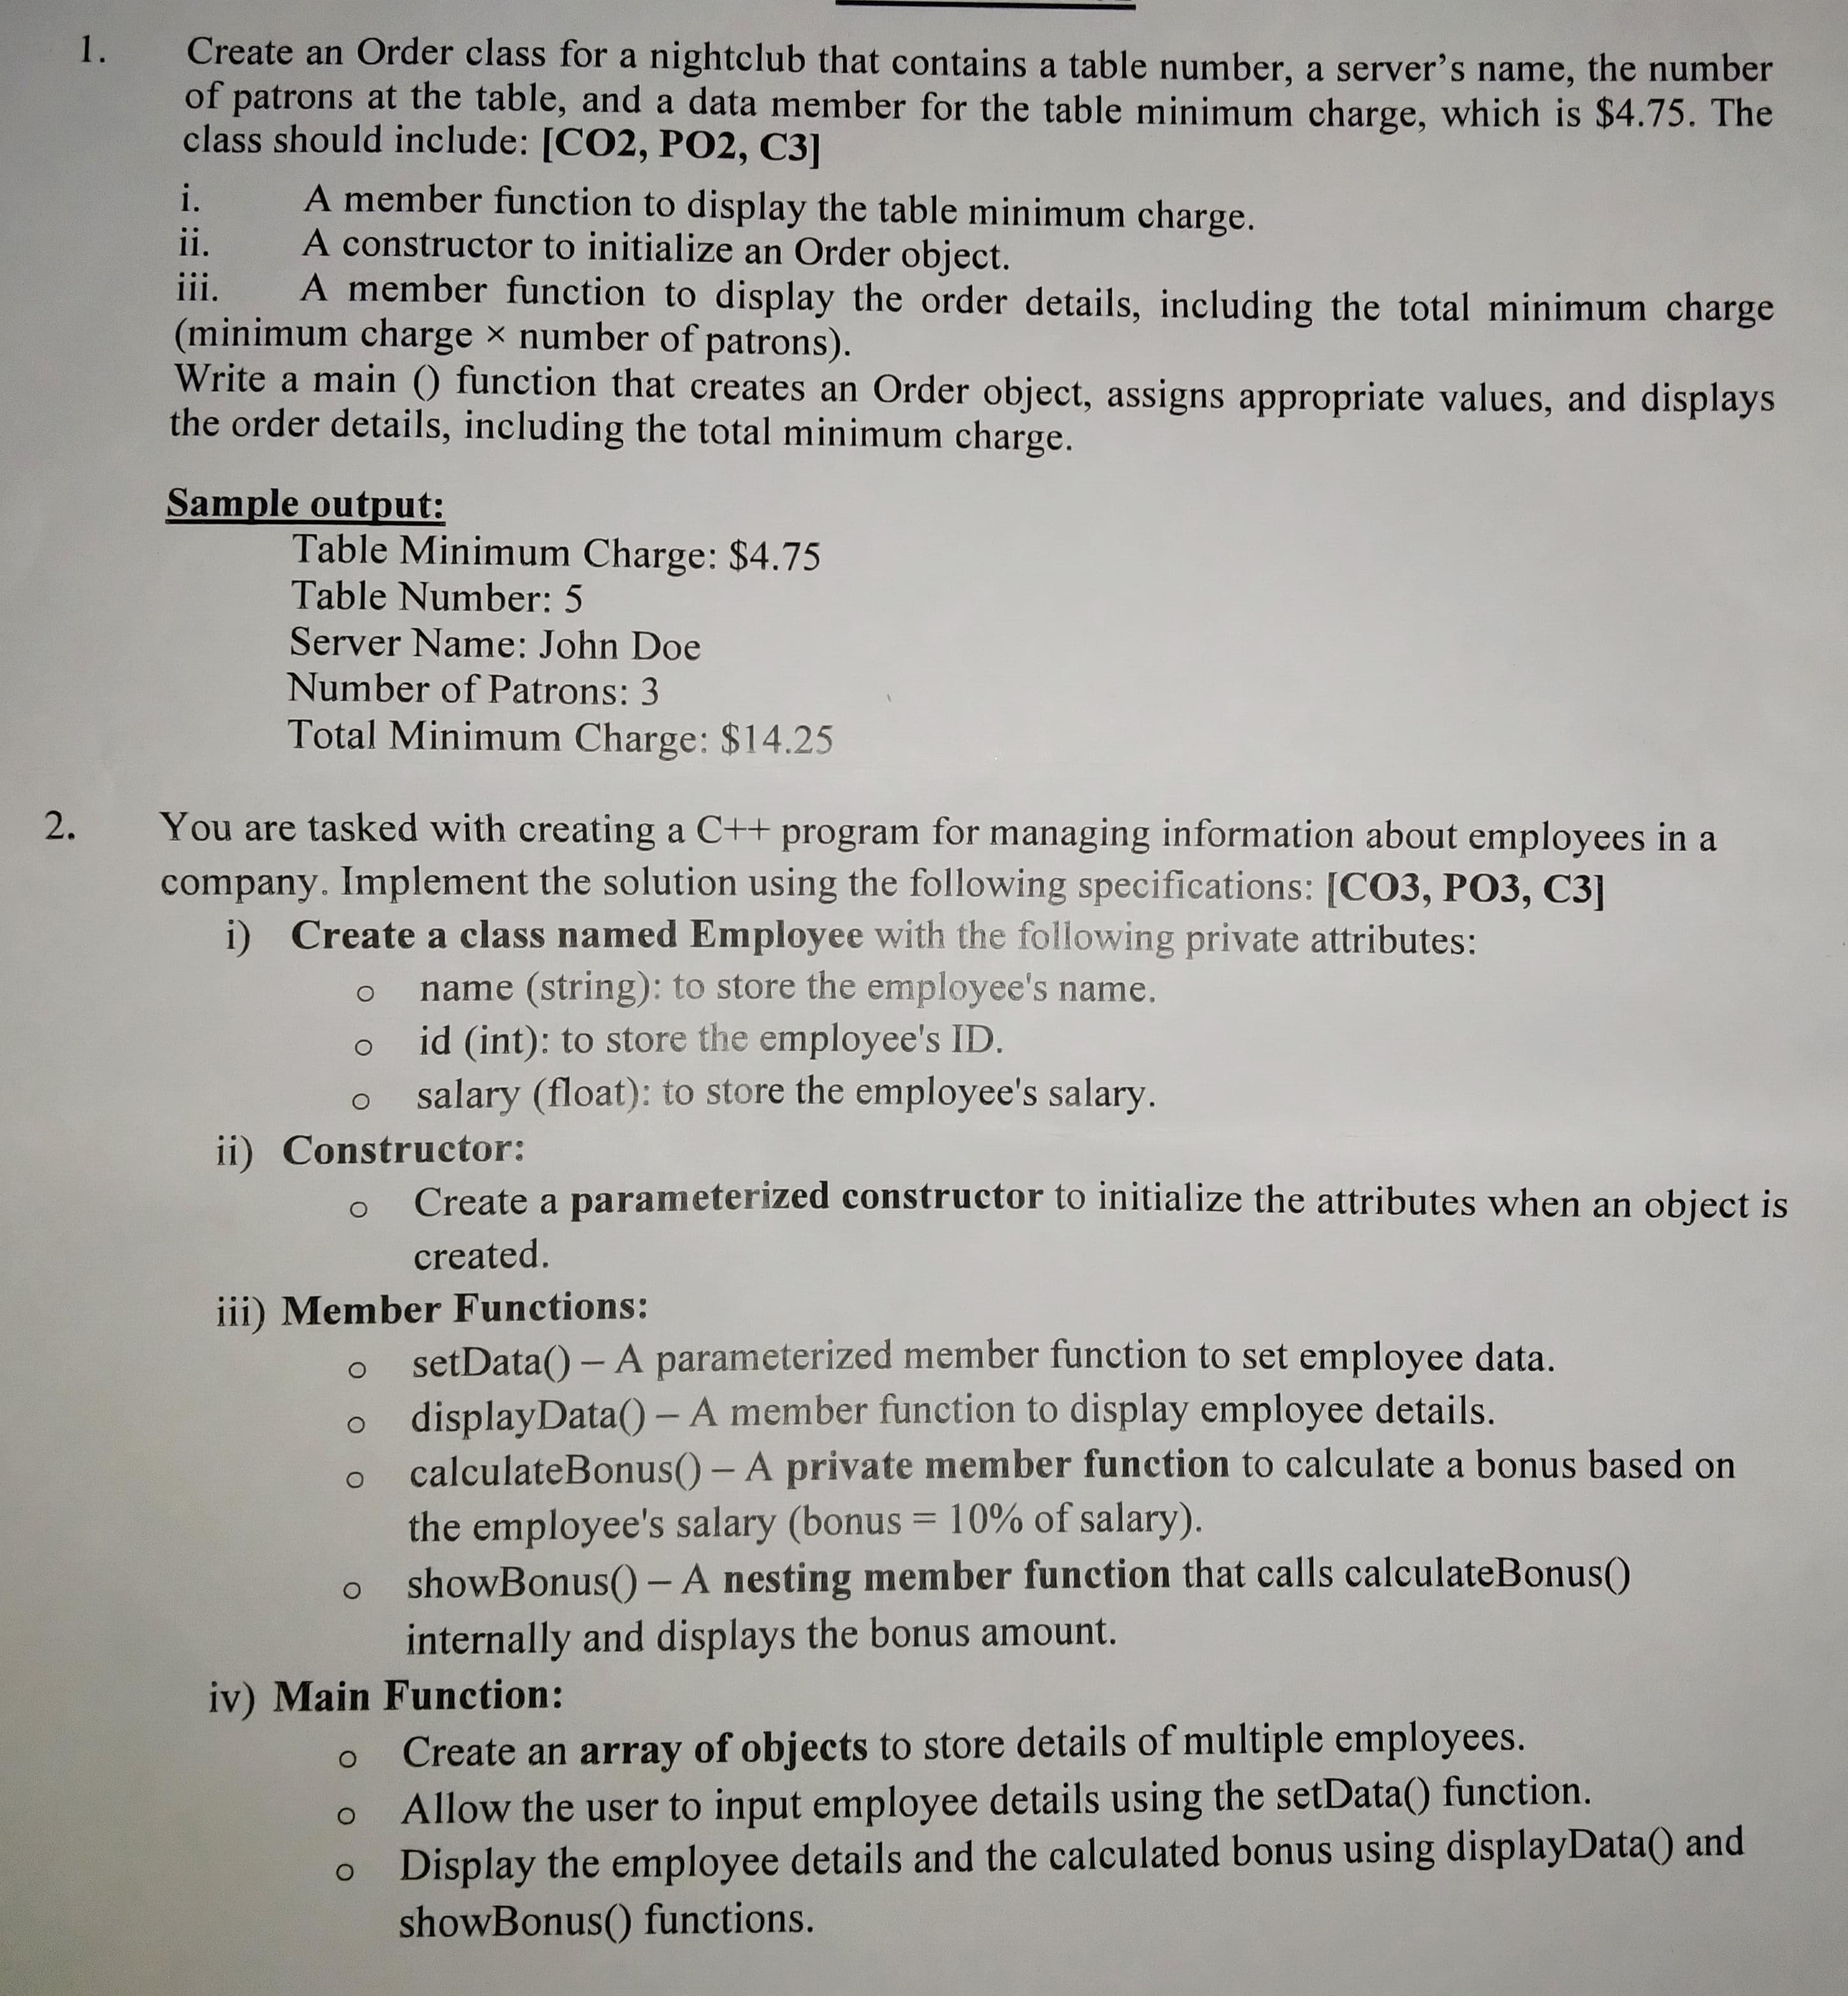 1. Create an Order class for a nightclub that contains a table number, a server’s name, the number
of patrons at the table, and a data member for the table minimum charge, which is $4.75. The
class should include: [CO2, PO2, C3]
i. A member function to display the table minimum charge.
ii. A constructor to initialize an Order object.
iii. A member function to display the order details, including the total minimum charge
(minimum charge × number of patrons).
Write a main () function that creates an Order object, assigns appropriate values, and displays
the order details, including the total minimum charge.
Sample output:
Table Minimum Charge: $4.75
Table Number: 5
Server Name: John Doe
Number of Patrons: 3
Total Minimum Charge: $14.25
2. You are tasked with creating a C++ program for managing information about employees in a
company. Implement the solution using the following specifications: [CO3, PO3, C3]
i) Create a class named Employee with the following private attributes:
o name (string): to store the employee's name.
o id (int): to store the employee's ID.
o salary (float): to store the employee's salary.
ii) Constructor:
o Create a parameterized constructor to initialize the attributes when an object is
created.
iii) Member Functions:
o setData() – A parameterized member function to set employee data.
o displayData() – A member function to display employee details.
o calculateBonus() – A private member function to calculate a bonus based on
the employee's salary (bonus = 10% of salary).
o showBonus() – A nesting member function that calls calculateBonus()
internally and displays the bonus amount.
iv) Main Function:
o Create an array of objects to store details of multiple employees.
o Allow the user to input employee details using the setData() function.
o Display the employee details and the calculated bonus using displayData() and
showBonus() functions.